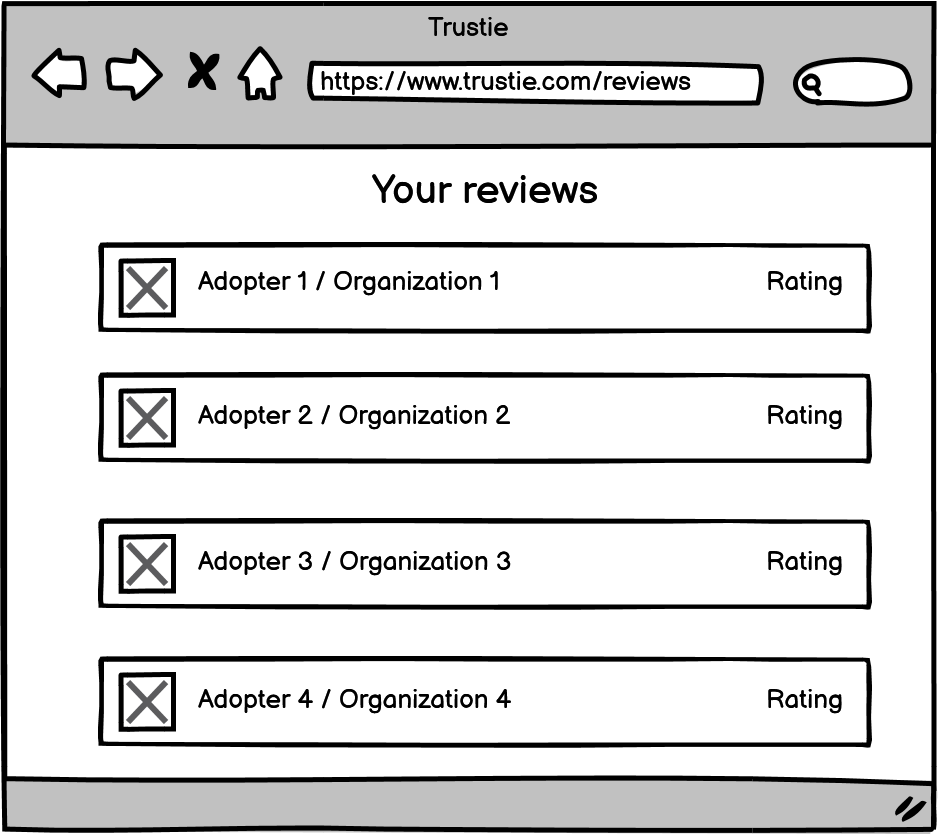 Trustie
https://www.trustie.com/reviews
Your reviews
Adopter 1 / Organization 1 Rating
Adopter 2 / Organization 2 Rating
Adopter 3 / Organization 3 Rating
Adopter 4 / Organization 4 Rating